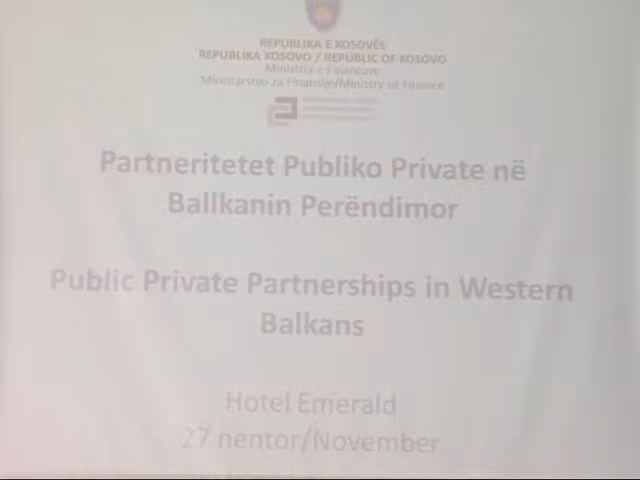 REPUBLIKA E KOSOVËS
REPUBLIKA KOSOVO / REPUBLIC OF KOSOVO
Ministria e Financave
Ministarstvo za Finansije/Ministry of Finance
Partneritetet Publiko Private në
Ballkanin Perëndimor
Public Private Partnerships in Western
Balkans
Hotel Emerald
27 nentor/November